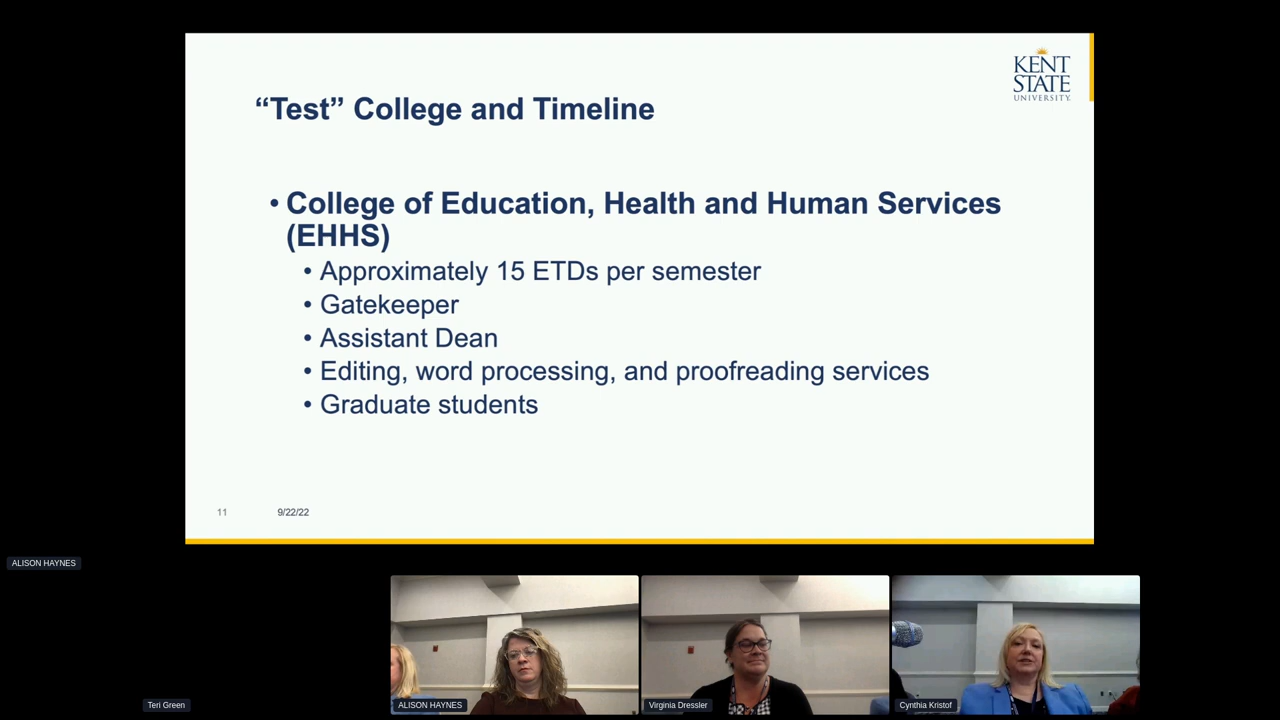 KENT
STATE
UNIVERSITY
“Test” College and Timeline
• College of Education, Health and Human Services
(EHHS)
• Approximately 15 ETDs per semester
• Gatekeeper
• Assistant Dean
• Editing, word processing, and proofreading services
• Graduate students
11 9/22/22
ALISON HAYNES
Teri Green
ALISON HAYNES
Virginia Dressler
Cynthia Kristof